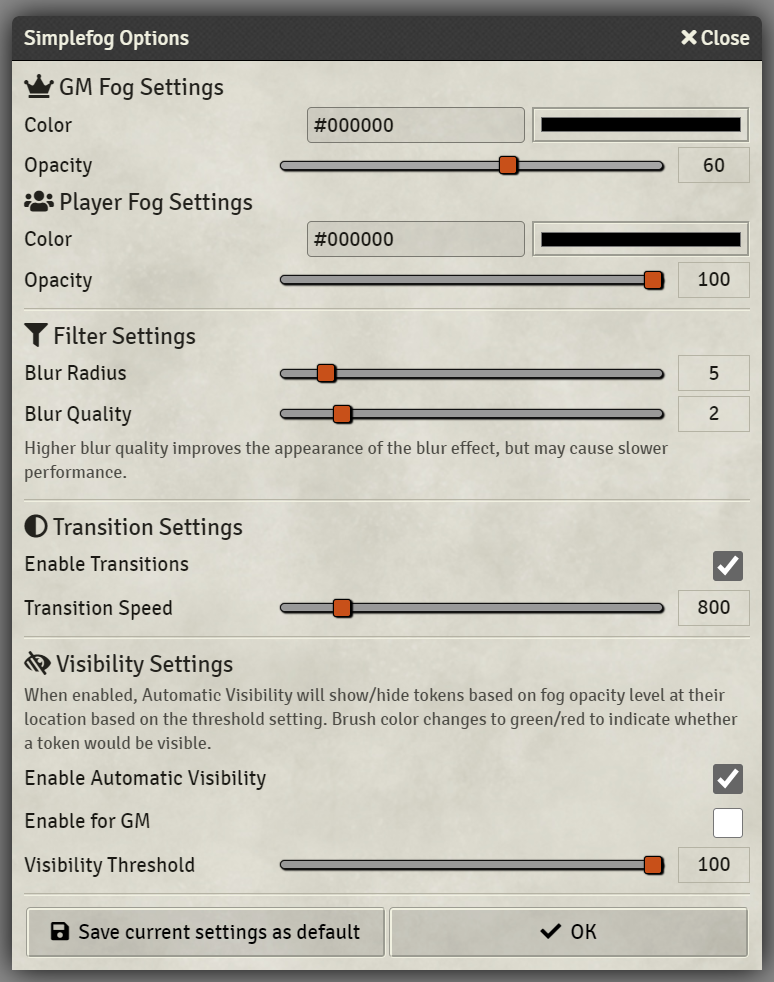 Simplefog Options
Close
GM Fog Settings
Color #000000
Opacity 60
Player Fog Settings
Color #000000
Opacity 100
Filter Settings
Blur Radius 5
Blur Quality 2
Higher blur quality improves the appearance of the blur effect, but may cause slower
performance.
Transition Settings
Enable Transitions
Transition Speed 800
Visibility Settings
When enabled, Automatic Visibility will show/hide tokens based on fog opacity level at their
location based on the threshold setting. Brush color changes to green/red to indicate whether
a token would be visible.
Enable Automatic Visibility
Enable for GM
Visibility Threshold 100
Save current settings as default
OK